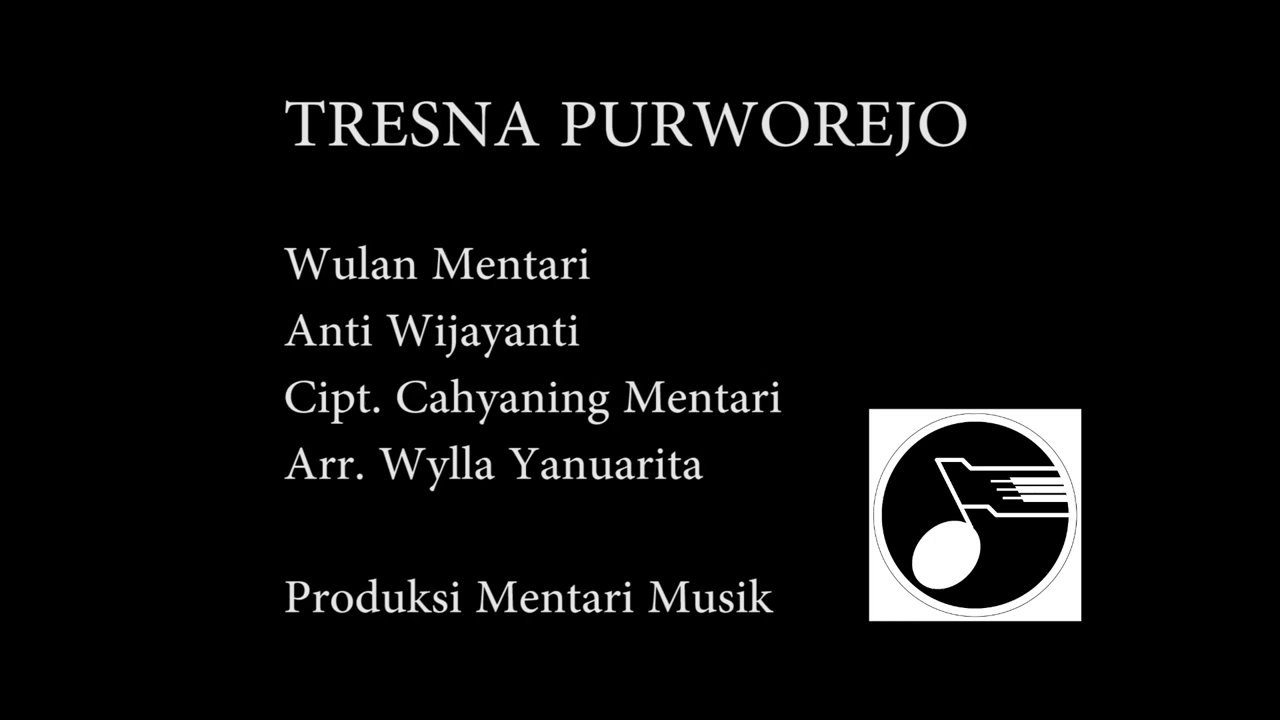 TRESNA PURWOREJO
Wulan Mentari
Anti Wijayanti
Cipt. Cahyaning Mentari
Arr. Wylla Yanuarita
Produksi Mentari Musik